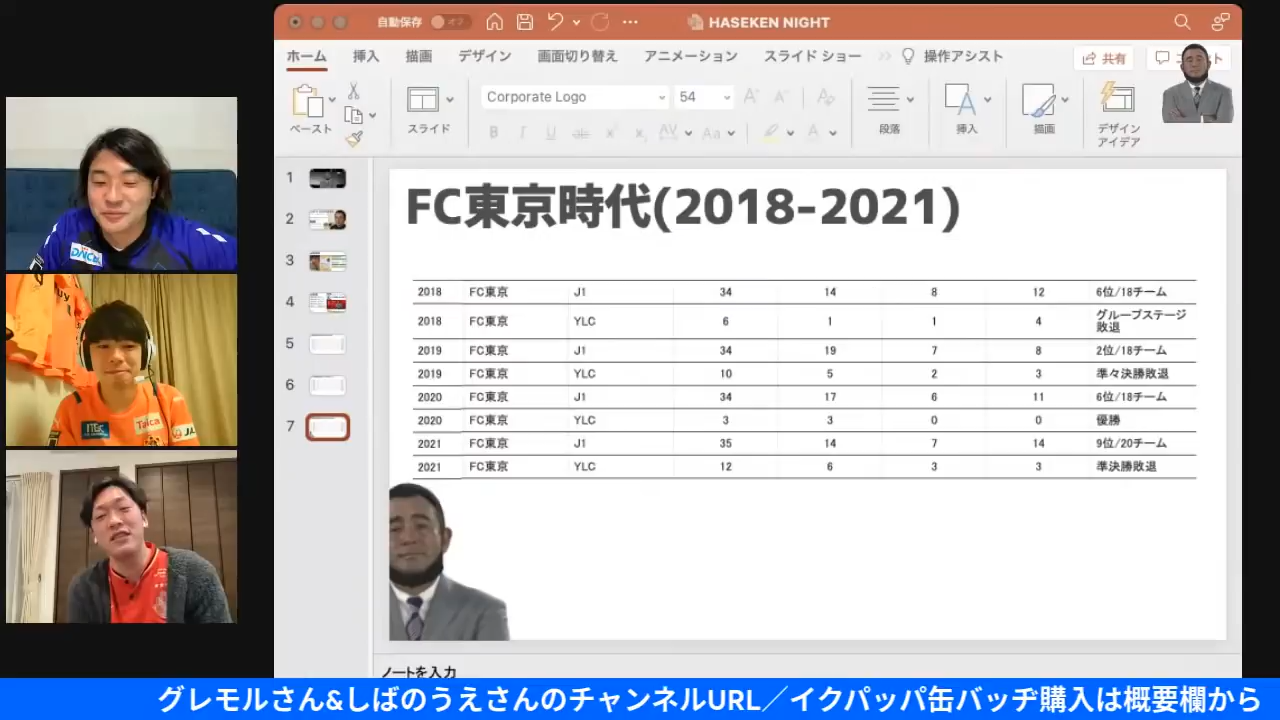 自動保存 オフ
HASEKEN NIGHT
ホーム 挿入 描画 デザイン 画面切り替え アニメーション スライド ショー 操作アシスト 共有
ペースト スライド Corporate Logo 54 段落 挿入 描画 デザイン アイデア
1
2
3
4
5
6
7
FC東京時代(2018-2021)
2018 FC東京 J1 34 14 8 12 6位/18チーム
2018 FC東京 YLC 6 1 1 4 グループステージ敗退
2019 FC東京 J1 34 19 7 8 2位/18チーム
2019 FC東京 YLC 10 5 2 3 準々決勝敗退
2020 FC東京 J1 34 17 6 11 6位/18チーム
2020 FC東京 YLC 3 3 0 0 優勝
2021 FC東京 J1 35 14 7 14 9位/20チーム
2021 FC東京 YLC 12 6 3 3 準決勝敗退
ノートを入力
グレモルさん&しばのうえさんのチャンネルURL／イクパッパ缶バッヂ購入は概要欄から